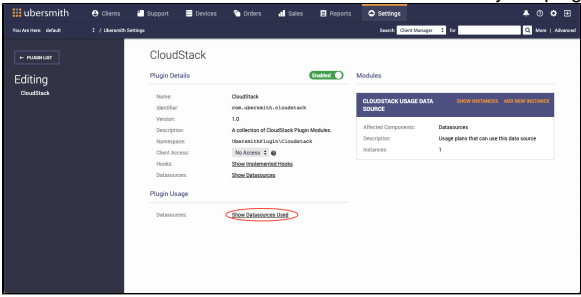 ubersmith Clients Support Devices Orders Sales Reports Settings
You Are Here: default / Ubersmith Settings Search Client Manager for More | Advanced
← PLUGIN LIST
Editing
CloudStack
CloudStack
Plugin Details Enabled
Name: CloudStack
Identifier: com.ubersmith.cloudstack
Version: 1.0
Description: A collection of CloudStack Plugin Modules.
Namespace: UbersmithPlugin\Cloudstack
Client Access: No Access
Hooks: Show Implemented Hooks
Datasources: Show Datasources
Plugin Usage
Datasources: Show Datasources Used
Modules
CLOUDSTACK USAGE DATA SOURCE SHOW INSTANCES ADD NEW INSTANCE
Affected Components: Datasources
Description: Usage plans that can use this data source
Instances: 1